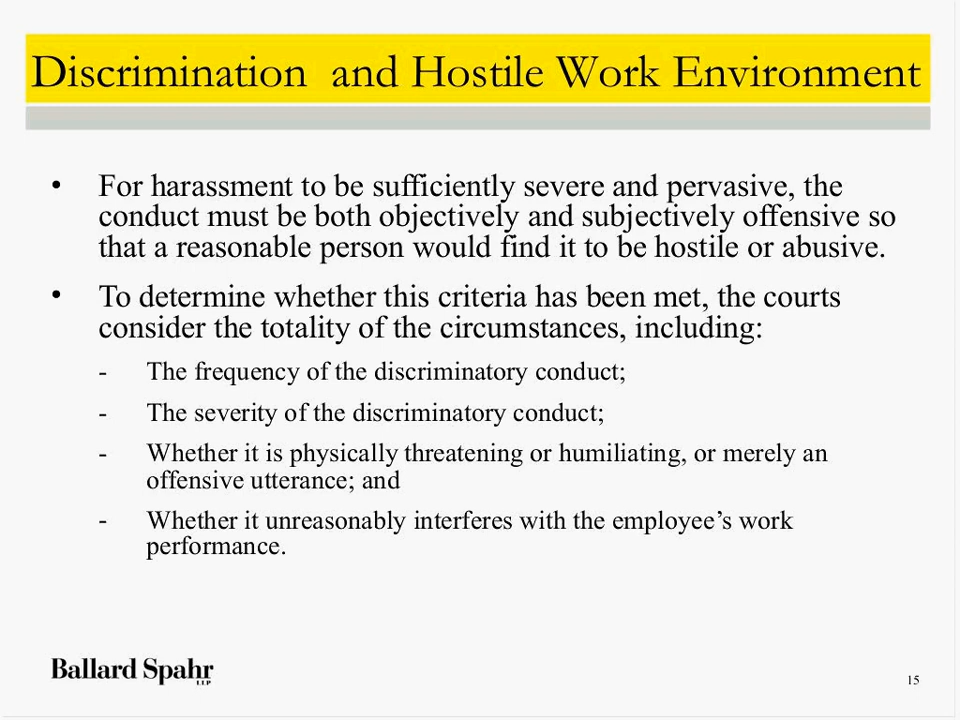 Discrimination  and Hostile Work Environment
• For harassment to be sufficiently severe and pervasive, the
conduct must be both objectively and subjectively offensive so
that a reasonable person would find it to be hostile or abusive.
• To determine whether this criteria has been met, the courts
consider the totality of the circumstances, including:
- The frequency of the discriminatory conduct;
- The severity of the discriminatory conduct;
- Whether it is physically threatening or humiliating, or merely an
offensive utterance; and
- Whether it unreasonably interferes with the employee’s work
performance.
Ballard Spahr
LLP
15